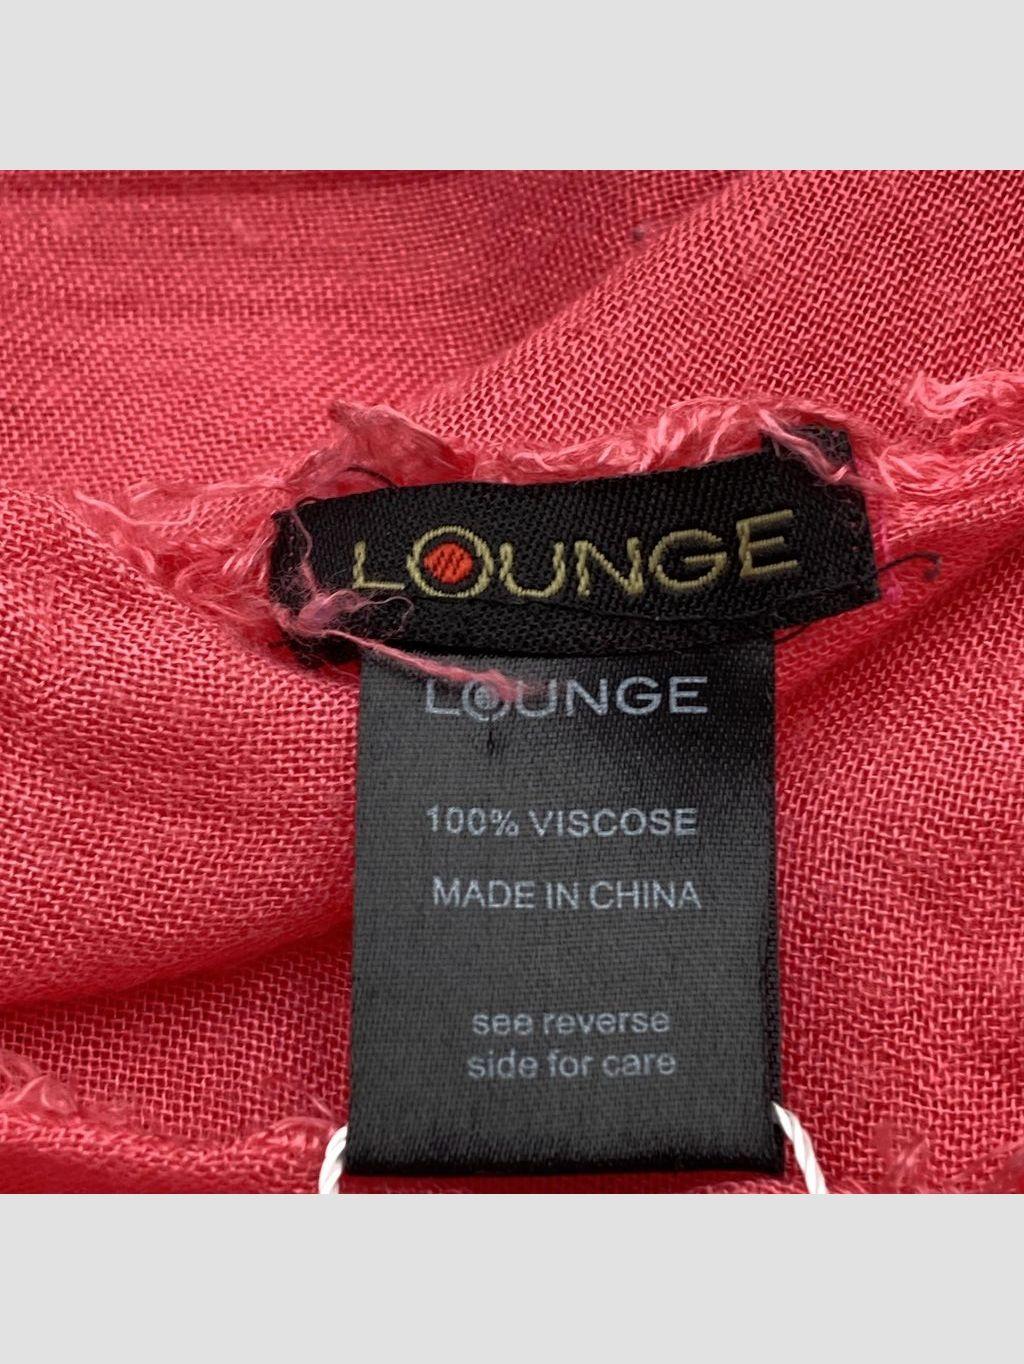 LOUNGE
LOUNGE
100% VISCOSE
MADE IN CHINA
see reverse
side for care